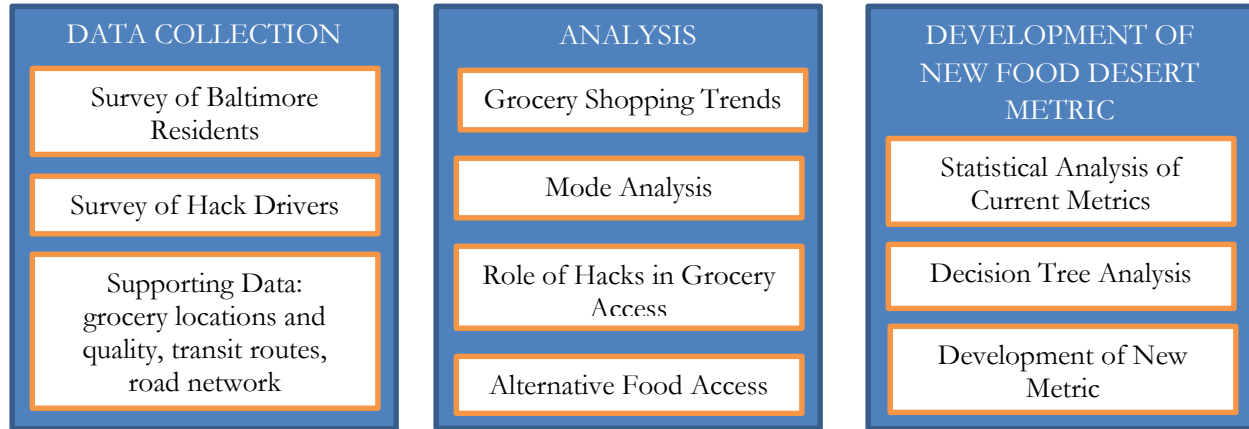 DATA COLLECTION
Survey of Baltimore
Residents
Survey of Hack Drivers
Supporting Data:
grocery locations and
quality, transit routes,
road network
ANALYSIS
Grocery Shopping Trends
Mode Analysis
Role of Hacks in Grocery
Access
Alternative Food Access
DEVELOPMENT OF
NEW FOOD DESERT
METRIC
Statistical Analysis of
Current Metrics
Decision Tree Analysis
Development of New
Metric